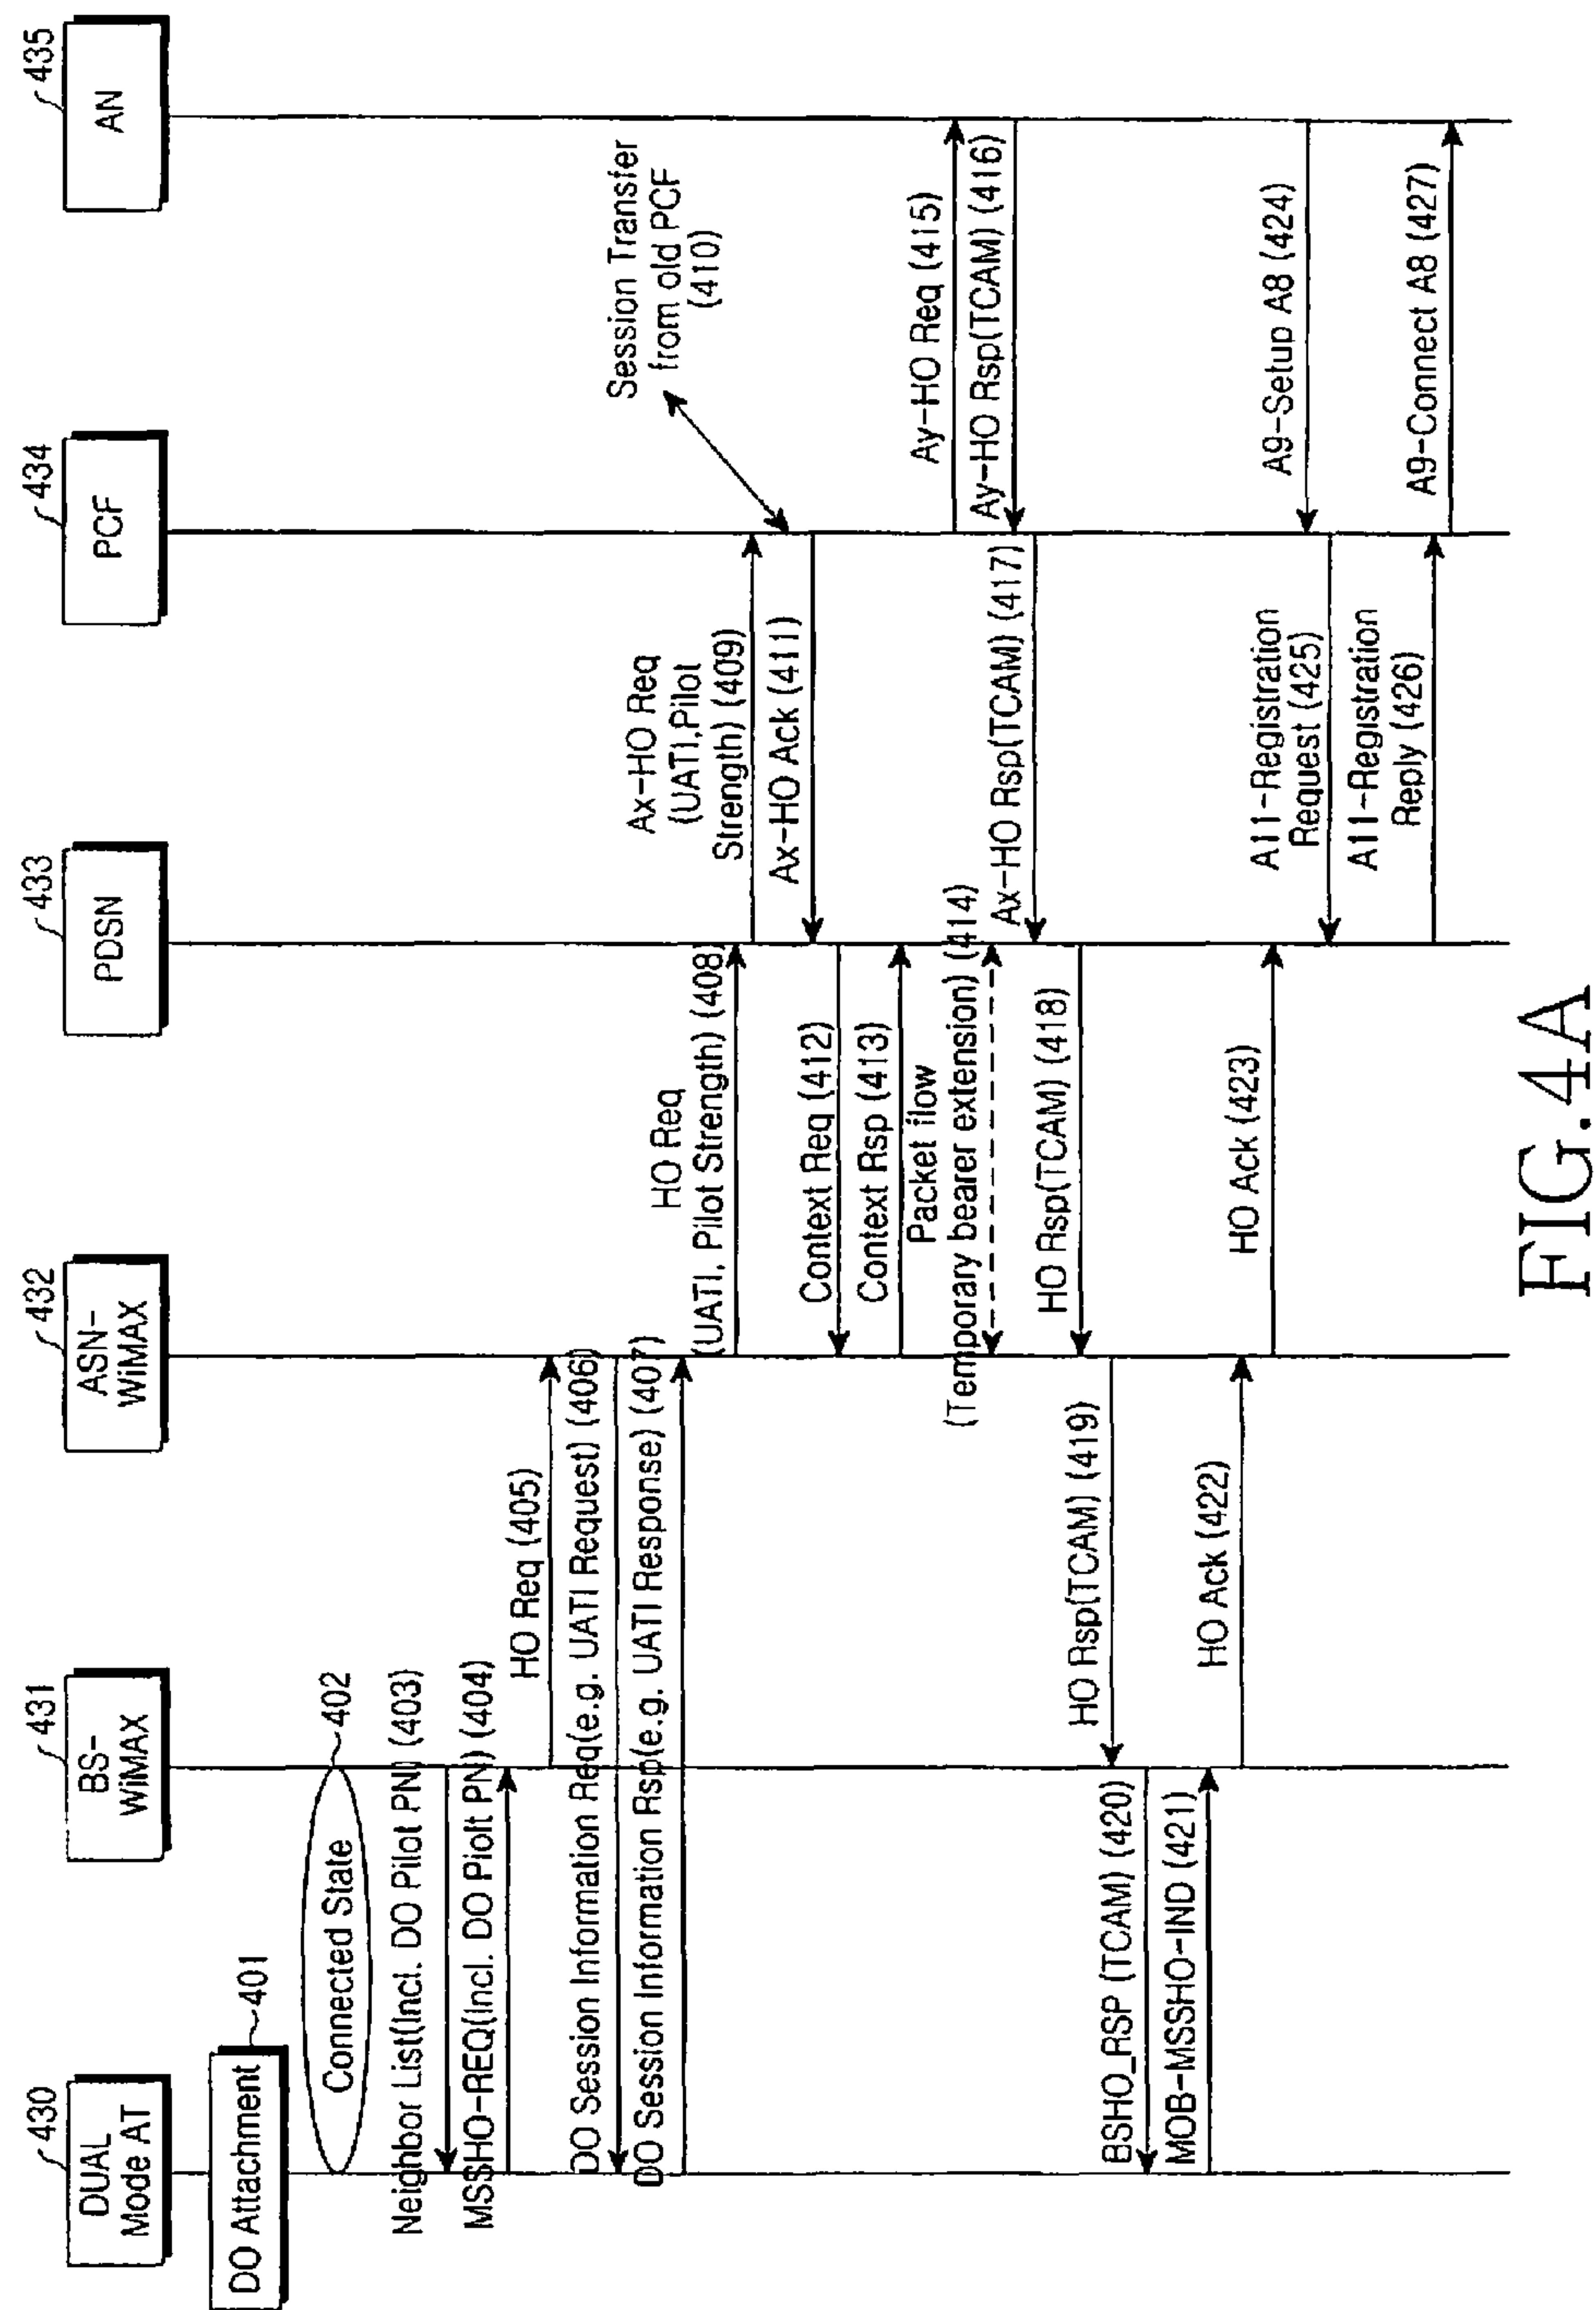 430
DUAL
Mode AT
431
BS-
WiMAX
432
ASN-
WiMAX
433
PDSN
434
PCF
435
AN
DO Attachment
401
Connected State
402
Neighbor List(Incl. DO Pilot PN) (403)
MSSHO-REQ(Incl. DO Piolt PN) (404)
HO Req (405)
DO Session Information Req(e.g. UATI Request) (406)
DO Session Information Rsp(e.g. UATI Response) (407)
HO Req
(UATI, Pilot Strength) (408)
Ax-HO Req
(UATI,Pilot
Strength) (409)
Session Transfer
from old PCF
(410)
Ax-HO Ack (411)
Context Req (412)
Context Rsp (413)
Packet flow
(Temporary bearer extension) (414)
Ay-HO Req (415)
Ay-HO Rsp(TCAM) (416)
Ax-HO Rsp(TCAM) (417)
HO Rsp(TCAM) (418)
HO Rsp(TCAM) (419)
BSHO_RSP (TCAM) (420)
MOB-MSSHO-IND (421)
HO Ack (422)
HO Ack (423)
A9-Setup A8 (424)
A11-Registration
Request (425)
A11-Registration
Reply (426)
A9-Connect A8 (427)
FIG.4A